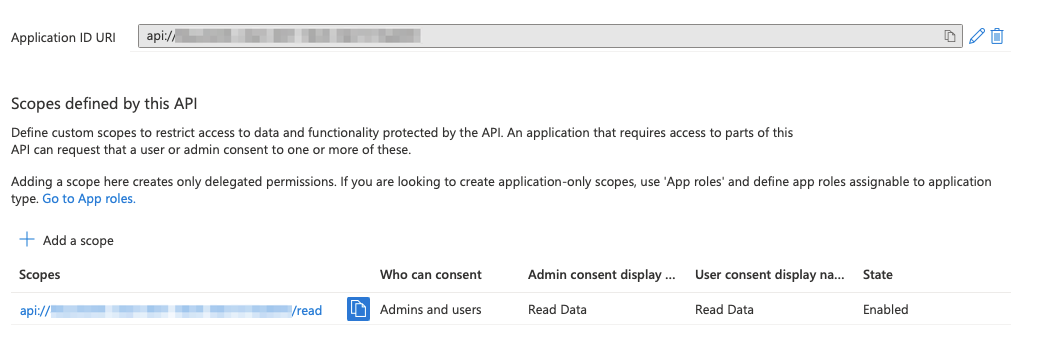 Application ID URI api://
Scopes defined by this API
Define custom scopes to restrict access to data and functionality protected by the API. An application that requires access to parts of this
API can request that a user or admin consent to one or more of these.
Adding a scope here creates only delegated permissions. If you are looking to create application-only scopes, use 'App roles' and define app roles assignable to application
type. Go to App roles.
Add a scope
Scopes Who can consent Admin consent display ... User consent display na... State
api:// /read Admins and users Read Data Read Data Enabled